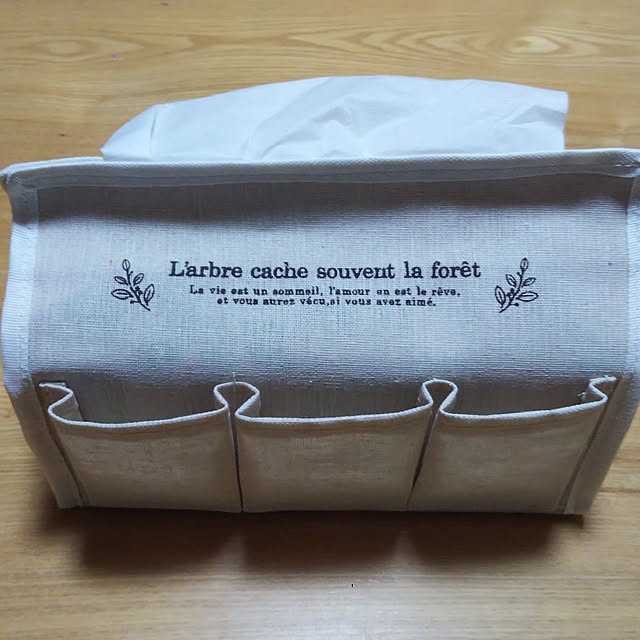 L'arbre cache souvent la forêt
La vie est un sommeil, l'amour en est le rêve,
et vous aurez vécu,si vous avez aimé.